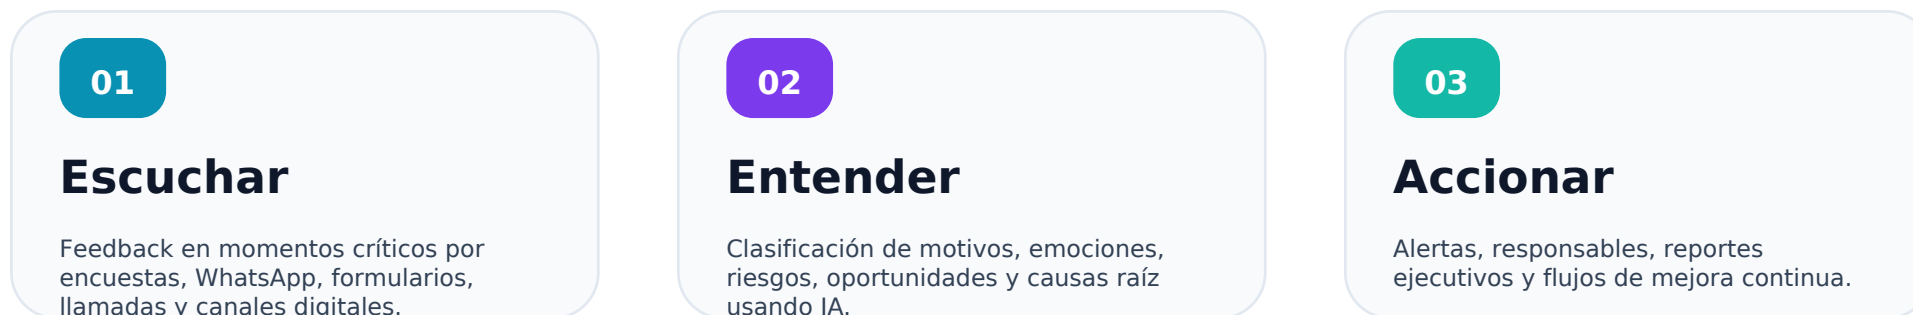 01
Escuchar
Feedback en momentos críticos por
encuestas, WhatsApp, formularios,
llamadas y canales digitales.
02
Entender
Clasificación de motivos, emociones,
riesgos, oportunidades y causas raíz
usando IA.
03
Accionar
Alertas, responsables, reportes
ejecutivos y flujos de mejora continua.